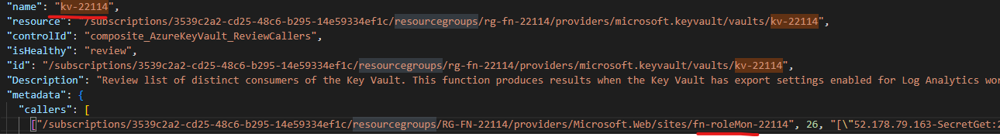 "name": "kv-22114",
"resource": "/subscriptions/3539c2a2-cd25-48c6-b295-14e59334ef1c/resourcegroups/rg-fn-22114/providers/microsoft.keyvault/vaults/kv-22114",
"controlId": "composite_AzureKeyVault_ReviewCallers",
"isHealthy": "review",
"id": "/subscriptions/3539c2a2-cd25-48c6-b295-14e59334ef1c/resourcegroups/rg-fn-22114/providers/microsoft.keyvault/vaults/kv-22114",
"Description": "Review list of distinct consumers of the Key Vault. This function produces results when the Key Vault has export settings enabled for Log Analytics wor
"metadata": {
"callers": [
["/subscriptions/3539c2a2-cd25-48c6-b295-14e59334ef1c/resourcegroups/RG-FN-22114/providers/Microsoft.Web/sites/fn-roleMon-22114", 26, "[\"52.178.79.163-SecretGet:2